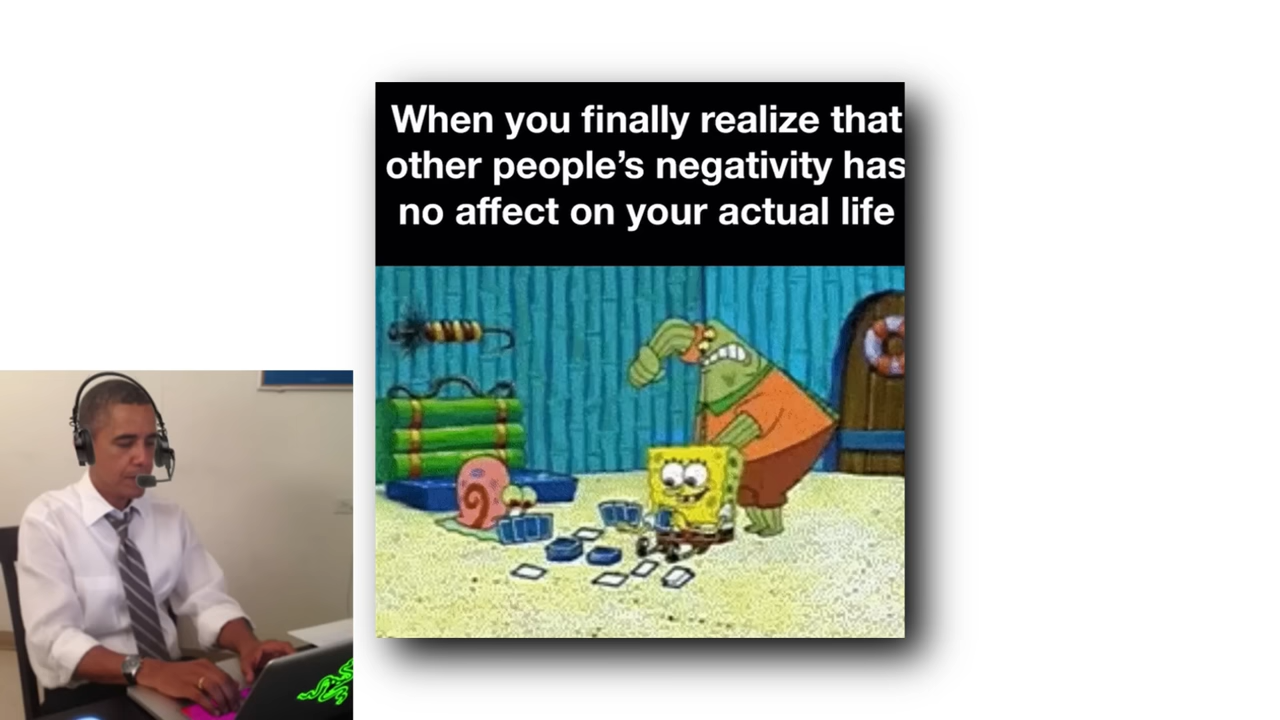 When you finally realize that
other people’s negativity has
no affect on your actual life